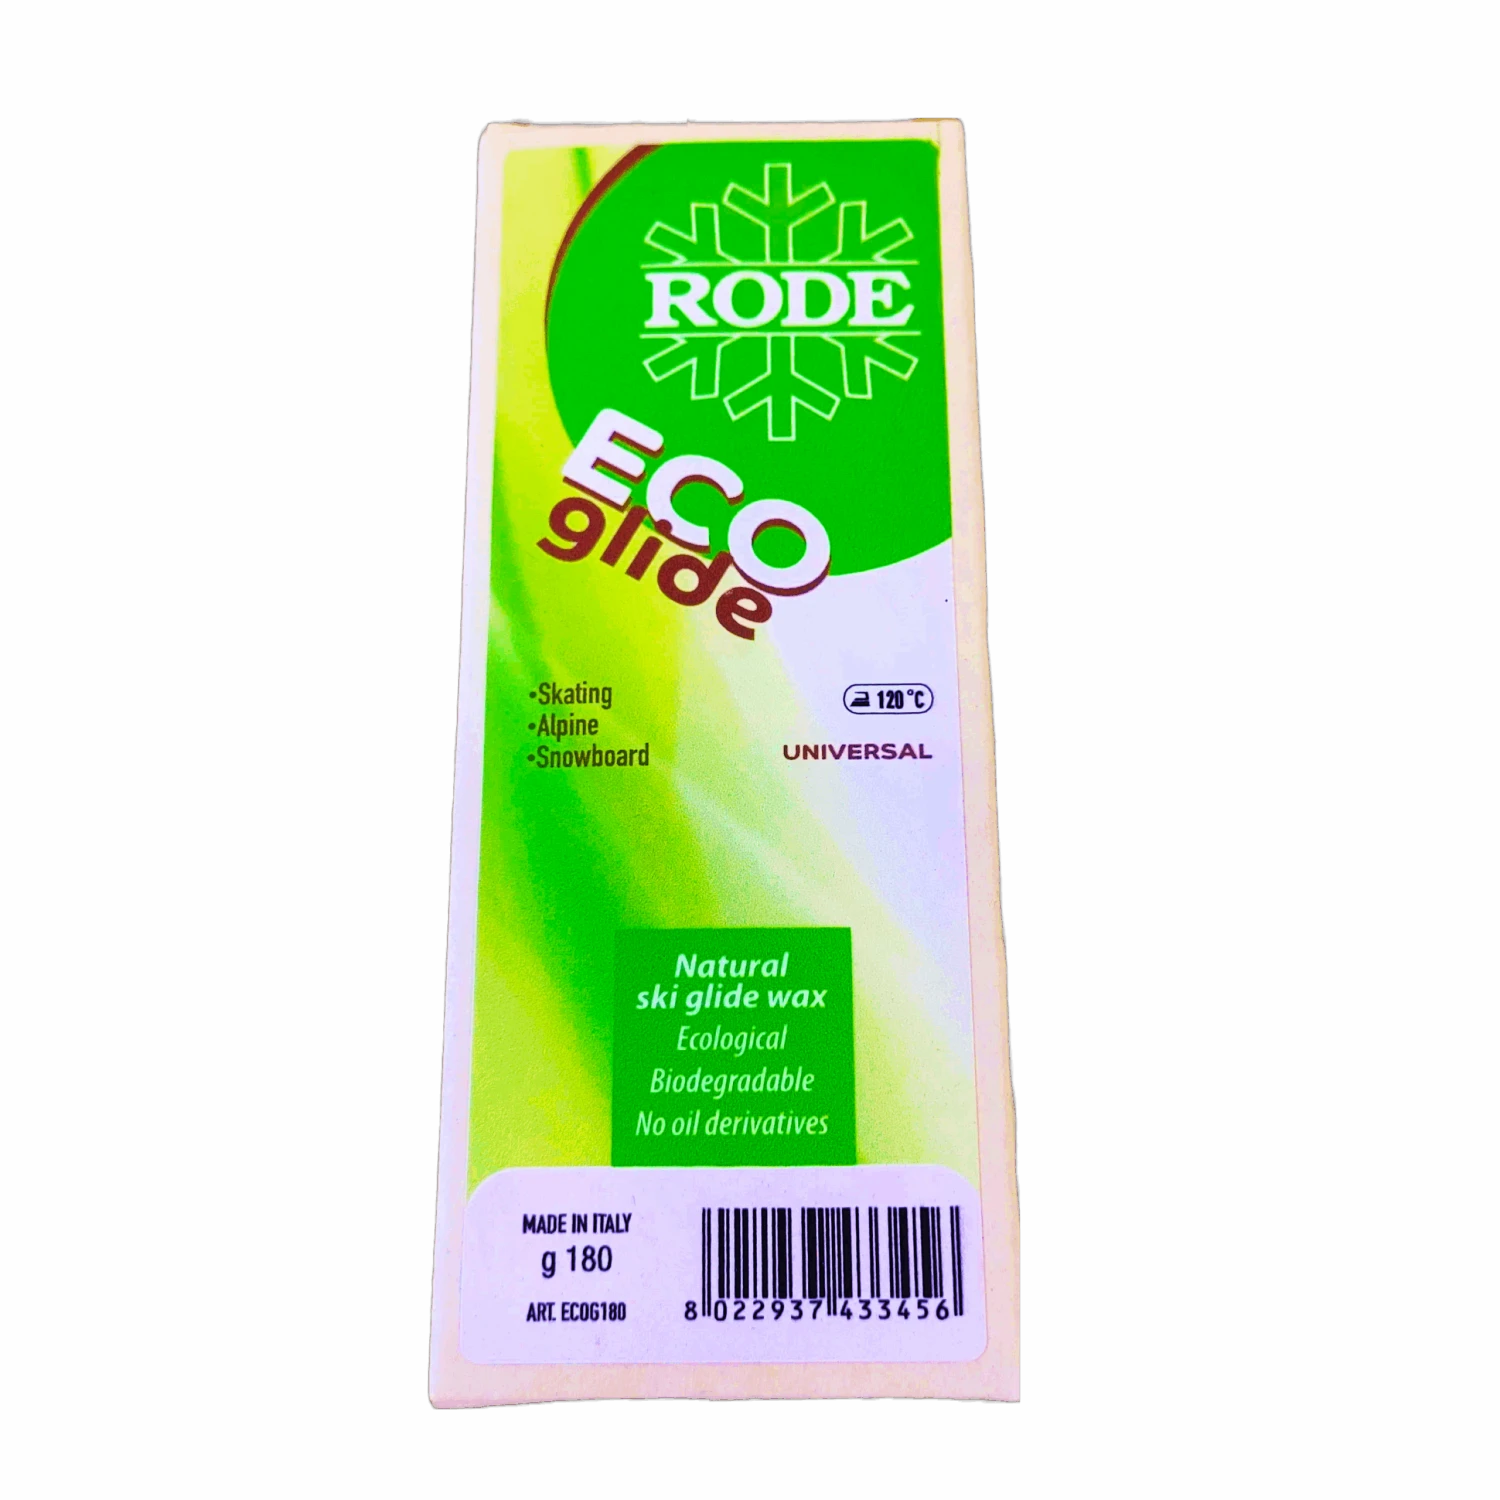 RODE
ECO
glide
•Skating
•Alpine
•Snowboard
120°C
UNIVERSAL
Natural
ski glide wax
Ecological
Biodegradable
No oil derivatives
MADE IN ITALY
g 180
ART. ECOG180
8 022937 433456